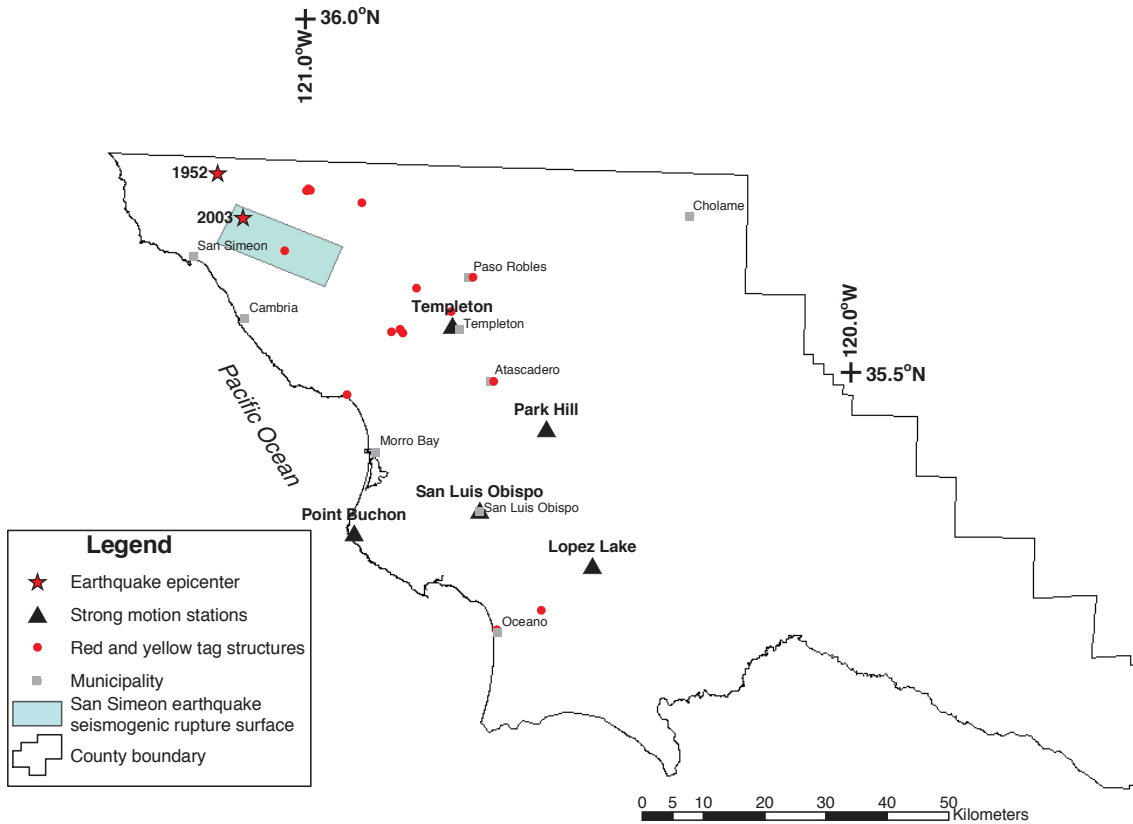 36.0°N
121.0°W
1952
2003
San Simeon
Cholame
Paso Robles
Templeton
Templeton
Cambria
120.0°W
35.5°N
Atascadero
Park Hill
Pacific Ocean
Morro Bay
San Luis Obispo
San Luis Obispo
Point Buchon
Lopez Lake
Oceano
Legend
Earthquake epicenter
Strong motion stations
Red and yellow tag structures
Municipality
San Simeon earthquake
seismogenic rupture surface
County boundary
0 5 10 20 30 40 50
Kilometers